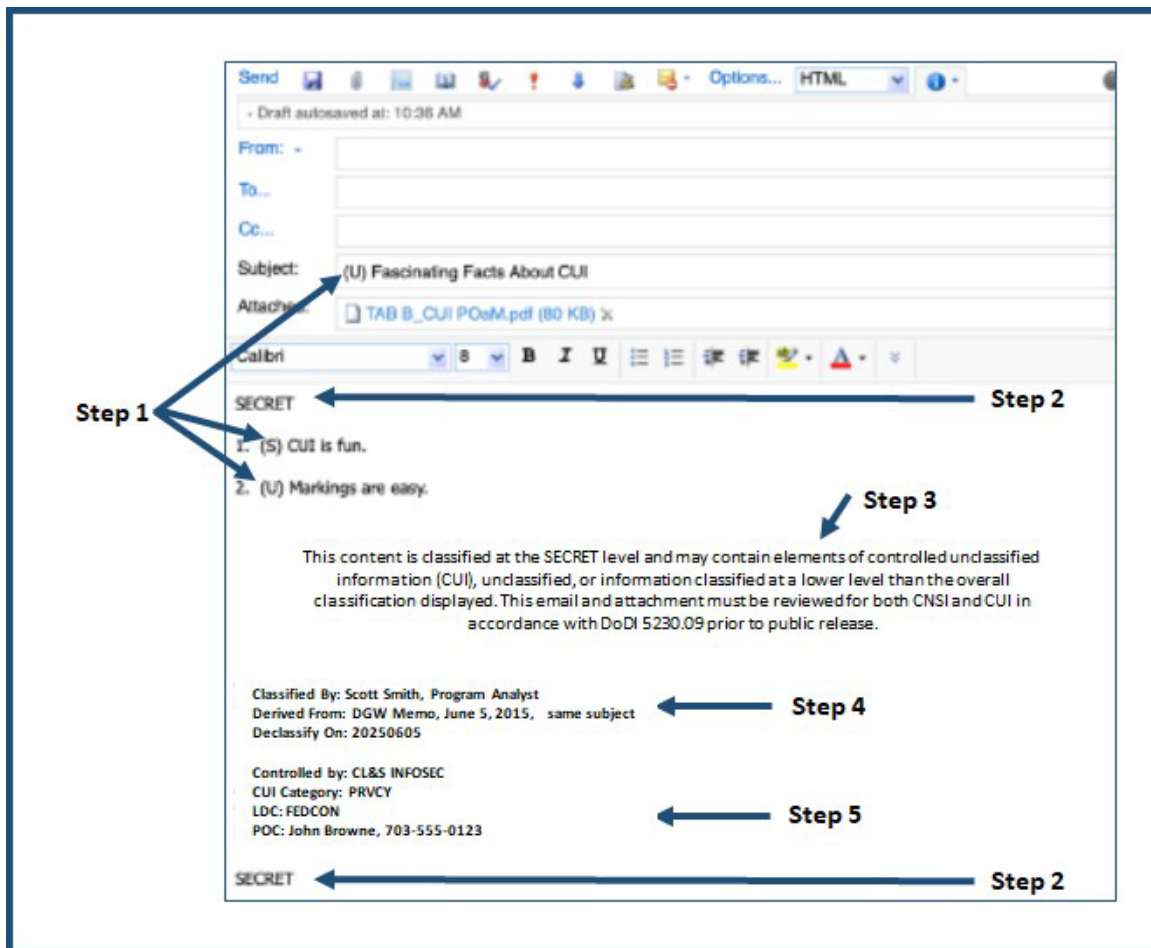 Send Options... HTML
- Draft autosaved at: 10:36 AM
From:
To...
Cc...
Subject: (U) Fascinating Facts About CUI
Attached: TAB B_CUI POaM.pdf (80 KB) x
Calibri 8 B I U A
SECRET Step 2
Step 1
1. (S) CUI is fun.
2. (U) Markings are easy.
Step 3
This content is classified at the SECRET level and may contain elements of controlled unclassified
information (CUI), unclassified, or information classified at a lower level than the overall
classification displayed. This email and attachment must be reviewed for both CNSI and CUI in
accordance with DoDI 5230.09 prior to public release.
Classified By: Scott Smith, Program Analyst
Derived From: DGW Memo, June 5, 2015, same subject Step 4
Declassify On: 20250605
Controlled by: CL&S INFOSEC
CUI Category: PRVCY
LDC: FEDCON Step 5
POC: John Browne, 703-555-0123
SECRET Step 2